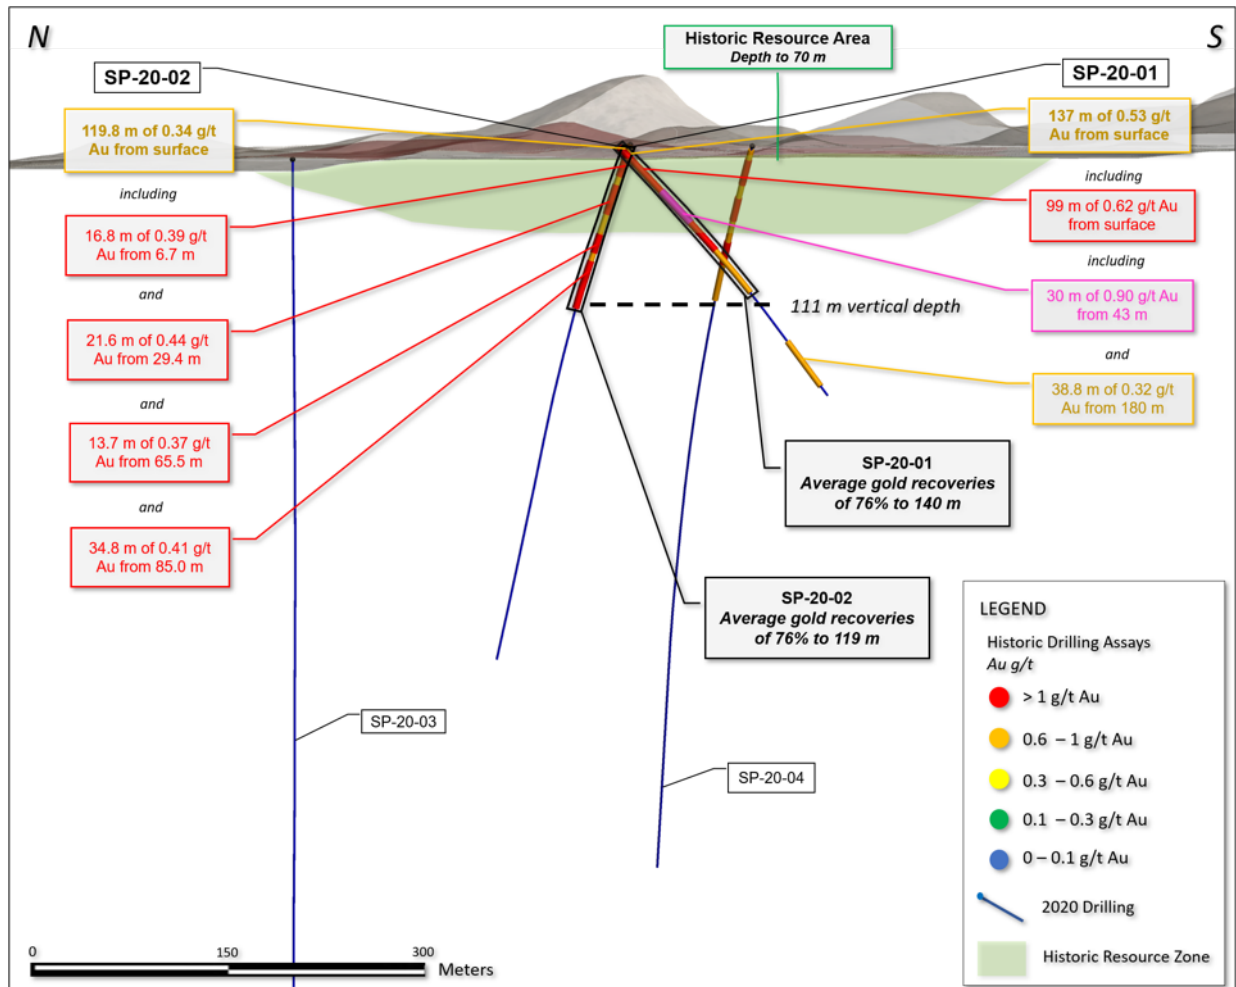 N
S
Historic Resource Area
Depth to 70 m
SP-20-02
SP-20-01
119.8 m of 0.34 g/t
Au from surface
including
16.8 m of 0.39 g/t
Au from 6.7 m
and
21.6 m of 0.44 g/t
Au from 29.4 m
and
13.7 m of 0.37 g/t
Au from 65.5 m
and
34.8 m of 0.41 g/t
Au from 85.0 m
137 m of 0.53 g/t
Au from surface
including
99 m of 0.62 g/t Au
from surface
including
30 m of 0.90 g/t Au
from 43 m
and
38.8 m of 0.32 g/t
Au from 180 m
111 m vertical depth
SP-20-01
Average gold recoveries
of 76% to 140 m
SP-20-02
Average gold recoveries
of 76% to 119 m
SP-20-03
SP-20-04
LEGEND
Historic Drilling Assays
Au g/t
> 1 g/t Au
0.6 – 1 g/t Au
0.3 – 0.6 g/t Au
0.1 – 0.3 g/t Au
0 – 0.1 g/t Au
2020 Drilling
Historic Resource Zone
0 150 300
Meters